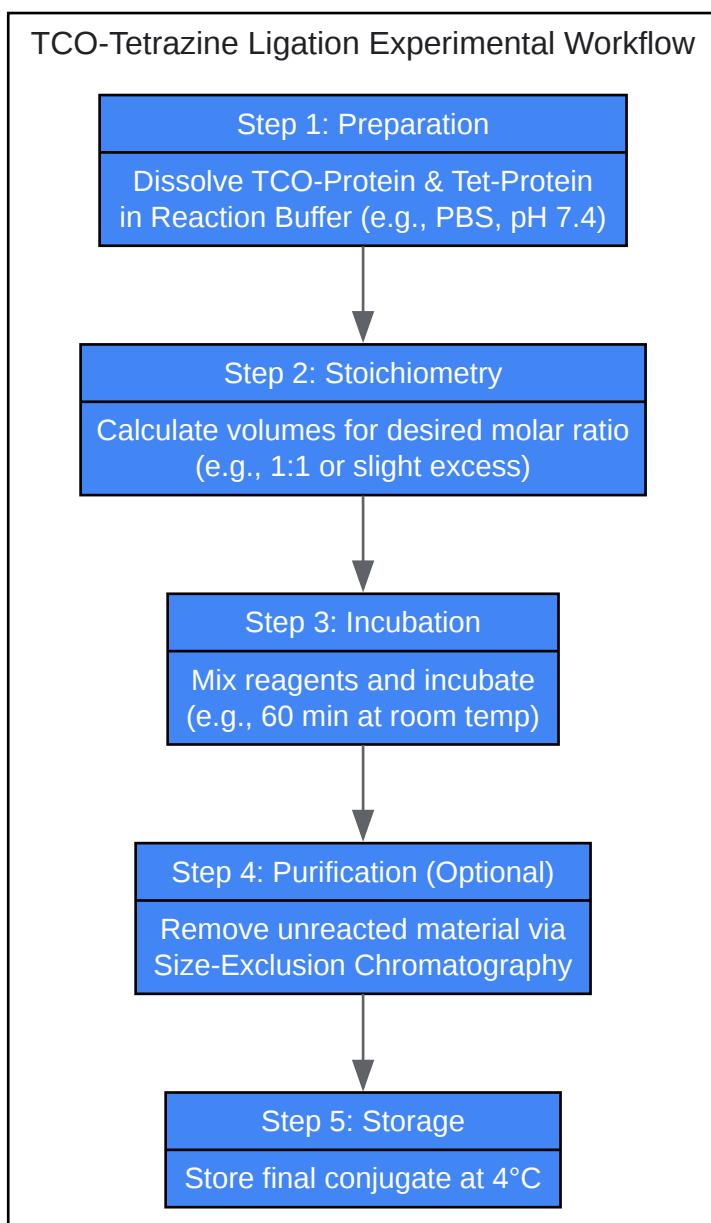 TCO-Tetrazine Ligation Experimental Workflow
Step 1: Preparation
Dissolve TCO-Protein & Tet-Protein
in Reaction Buffer (e.g., PBS, pH 7.4)
Step 2: Stoichiometry
Calculate volumes for desired molar ratio
(e.g., 1:1 or slight excess)
Step 3: Incubation
Mix reagents and incubate
(e.g., 60 min at room temp)
Step 4: Purification (Optional)
Remove unreacted material via
Size-Exclusion Chromatography
Step 5: Storage
Store final conjugate at 4°C